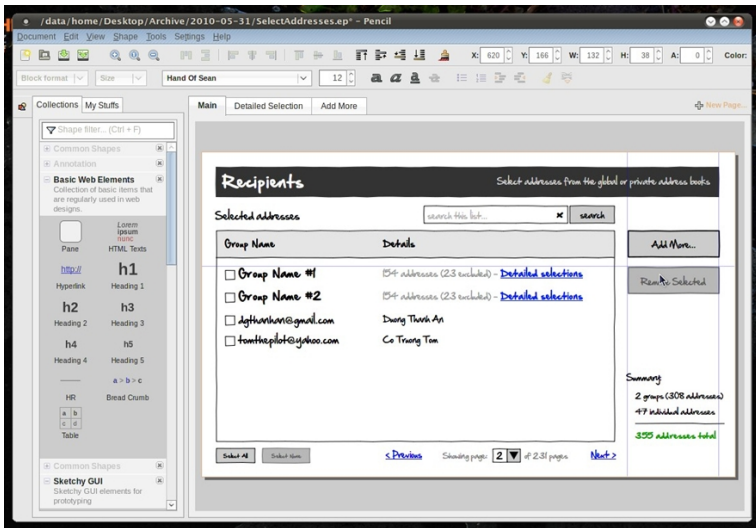 /data/home/Desktop/Archive/2010-05-31/SelectAddresses.ep* - Pencil
Document Edit View Shape Tools Settings Help
X: 620 Y: 166 W: 132 H: 38 A: 0 Color:
Block format Size Hand Of Sean 12
Collections My Stuffs
Main Detailed Selection Add More
New Page...
Shape filter... (Ctrl + F)
Common Shapes
Annotation
Basic Web Elements
Collection of basic items that
are regularly used in web
designs.
Pane
Lorem
ipsum
nunc
HTML Texts
http://
Hyperlink
h1
Heading 1
h2
Heading 2
h3
Heading 3
h4
Heading 4
h5
Heading 5
HR
a > b > c
Bread Crumb
a b
c d
Table
Common Shapes
Sketchy GUI
Sketchy GUI elements for
prototyping
Recipients
Select addresses from the global or private address books
Selected addresses
search this list...
search
Group Name Details
Add More...
Group Name #1 154 addresses (23 excluded) - Detailed selections
Remove Selected
Group Name #2 154 addresses (23 excluded) - Detailed selections
dgthanhan@gmail.com Duong Thanh An
tomthepilot@yahoo.com Co Truong Tom
Summary
2 groups (308 addresses)
47 individual addresses
355 addresses total
Select All Select None
< Previous Showing page: 2 of 231 pages Next >